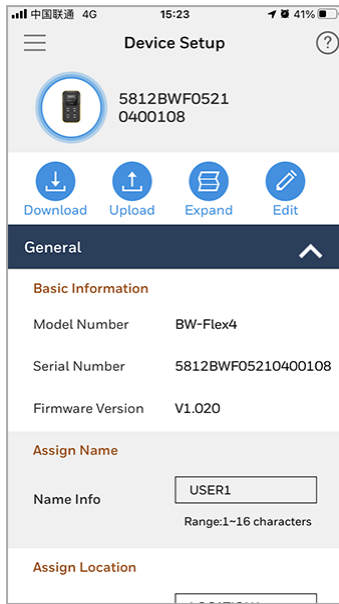 中国联通 4G 15:23 41%
Device Setup ?
5812BWF0521
0400108
Download Upload Expand Edit
General
Basic Information
Model Number BW-Flex4
Serial Number 5812BWF05210400108
Firmware Version V1.020
Assign Name
Name Info USER1
Range:1~16 characters
Assign Location